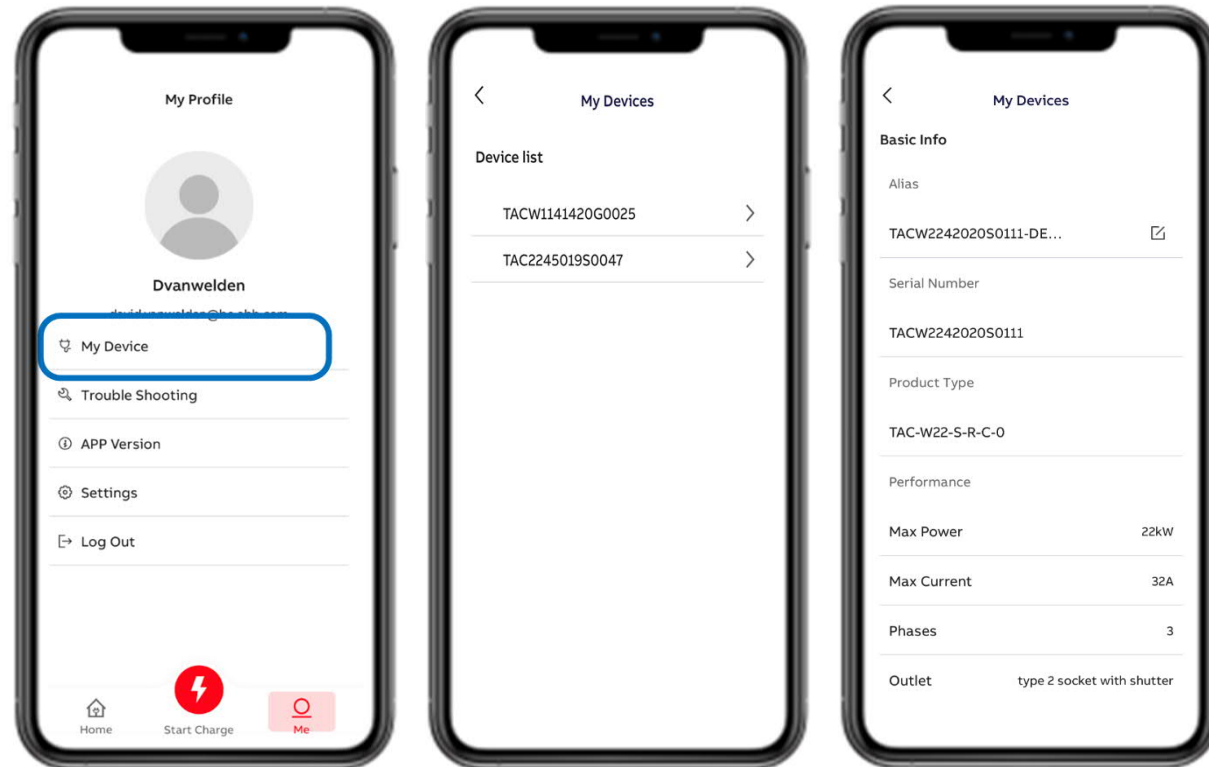 My Profile
Dvanwelden
My Device
Trouble Shooting
APP Version
Settings
Log Out
Home
Start Charge
Me
My Devices
Device list
TACW1141420G0025
TAC2245019S0047
My Devices
Basic Info
Alias
TACW2242020S0111-DE...
Serial Number
TACW2242020S0111
Product Type
TAC-W22-S-R-C-0
Performance
Max Power 22kW
Max Current 32A
Phases 3
Outlet type 2 socket with shutter